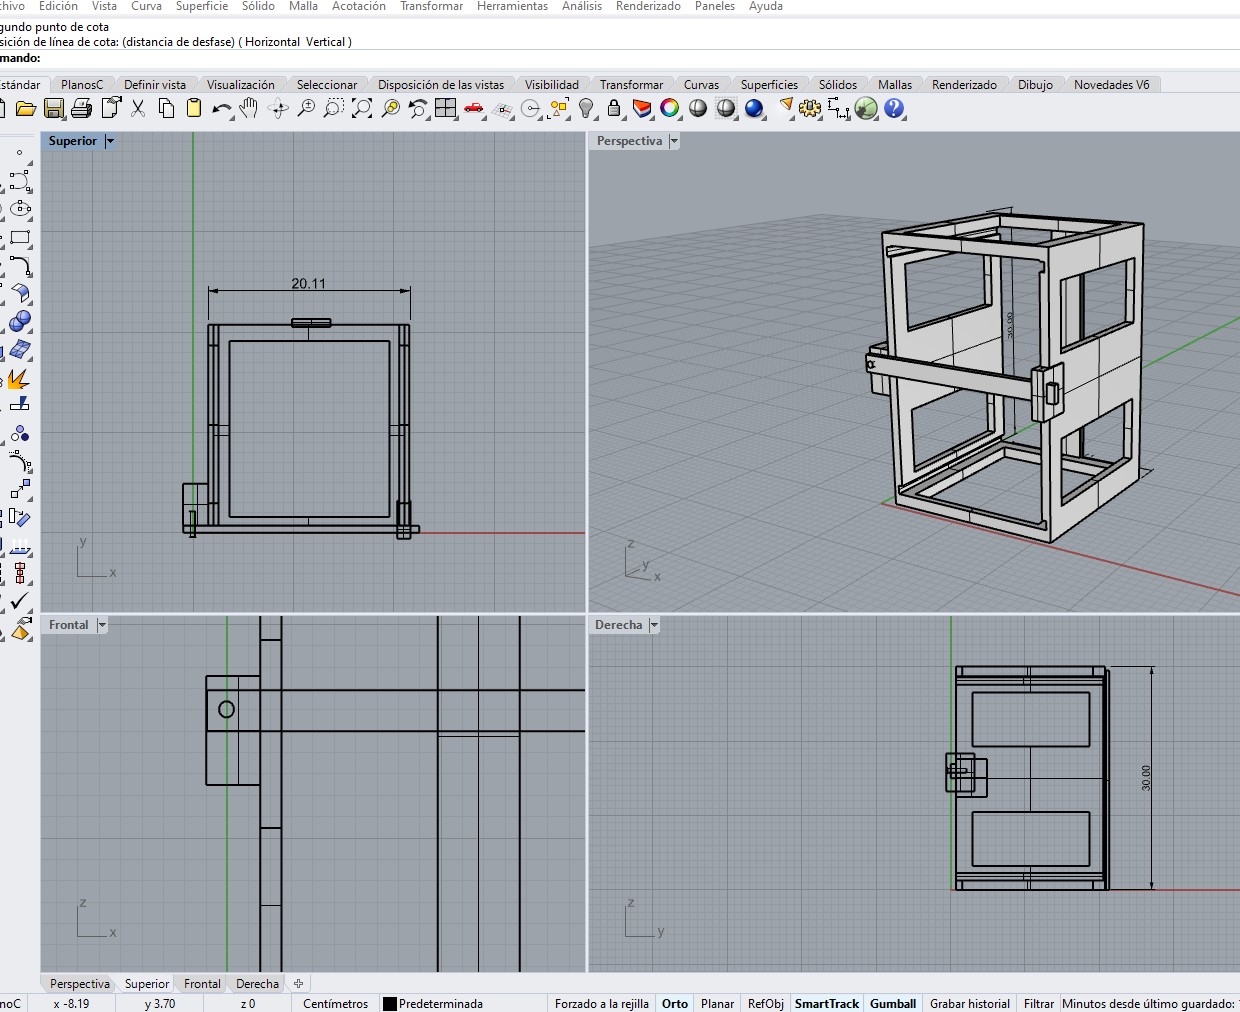 Edición Vista Curva Superficie Sólido Malla Acotación Transformar Herramientas Análisis Renderizado Paneles Ayuda
gundo punto de cota
sición de línea de cota: (distancia de desfase) ( Horizontal Vertical )
mando:
stándar PlanosC Definir vista Visualización Seleccionar Disposición de las vistas Visibilidad Transformar Curvas Superficies Sólidos Mallas Renderizado Dibujo Novedades V6
Superior
Perspectiva
20.11
30.00
y
x
z
y
x
Frontal
Derecha
30.00
z
x
z
y
Perspectiva Superior Frontal Derecha
noC x -8.19 y 3.70 z 0 Centímetros Predeterminada Forzado a la rejilla Orto Planar RefObj SmartTrack Gumball Grabar historial Filtrar Minutos desde último guardado: